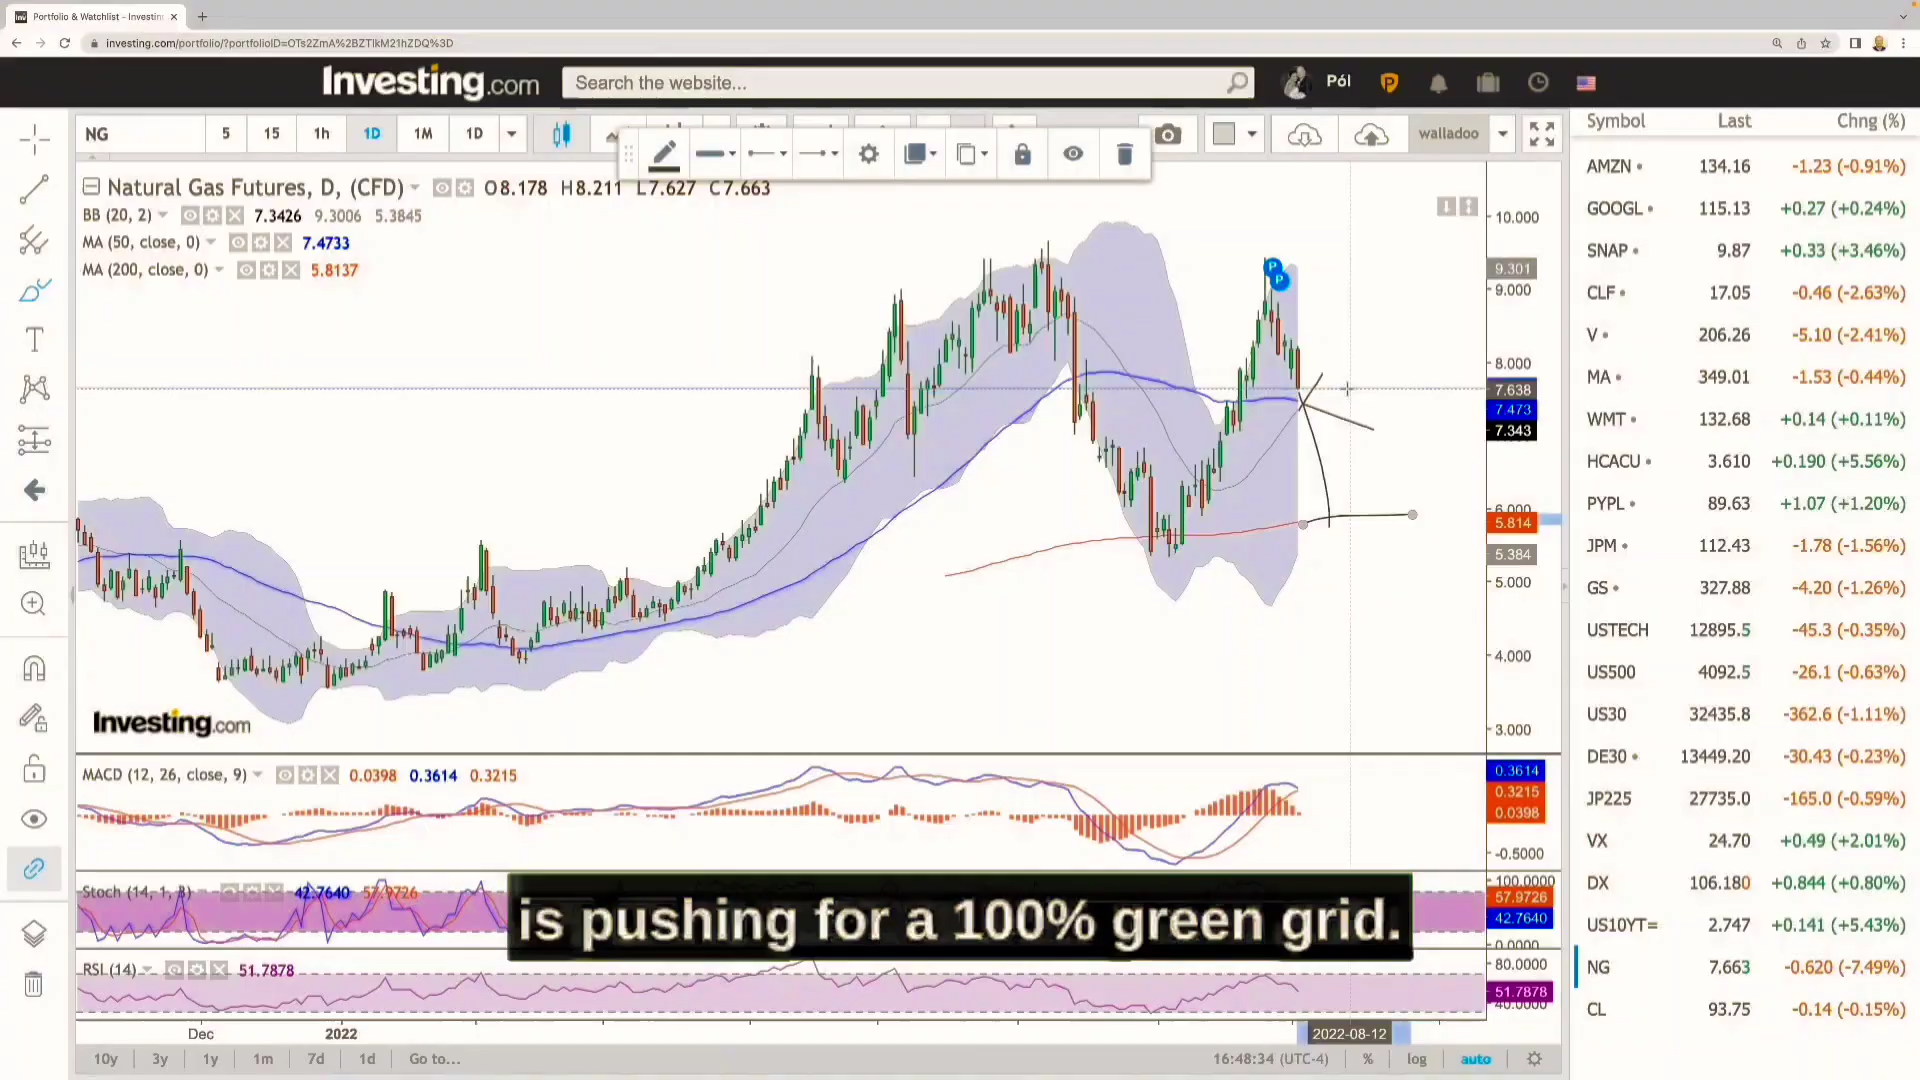 Portfolio & Watchlist - Investin
investing.com/portfolio/?portfolioID=OTs2ZmA%2BZTlkM21hZDQ%3D
Investing.com
Search the website...
Pól
NG 5 15 1h 1D 1M 1D
walladoo
Symbol Last Chng (%)
Natural Gas Futures, D, (CFD) O8.178 H8.211 L7.627 C7.663
BB (20, 2) 7.3426 9.3006 5.3845
MA (50, close, 0) 7.4733
MA (200, close, 0) 5.8137
10.000
9.301
9.000
8.000
7.638
7.473
7.343
6.000
5.814
5.384
5.000
4.000
3.000
Investing.com
MACD (12, 26, close, 9) 0.0398 0.3614 0.3215
0.3614
0.3215
0.0398
-0.5000
Stoch (14, 1, 3) 42.7640 57.9726
100.0000
57.9726
42.7640
0.0000
is pushing for a 100% green grid.
RSI (14) 51.7878
80.0000
51.7878
40.0000
Dec 2022 2022-08-12
10y 3y 1y 1m 7d 1d Go to... 16:48:34 (UTC-4) % log auto
AMZN 134.16 -1.23 (-0.91%)
GOOGL 115.13 +0.27 (+0.24%)
SNAP 9.87 +0.33 (+3.46%)
CLF 17.05 -0.46 (-2.63%)
V 206.26 -5.10 (-2.41%)
MA 349.01 -1.53 (-0.44%)
WMT 132.68 +0.14 (+0.11%)
HCACU 3.610 +0.190 (+5.56%)
PYPL 89.63 +1.07 (+1.20%)
JPM 112.43 -1.78 (-1.56%)
GS 327.88 -4.20 (-1.26%)
USTECH 12895.5 -45.3 (-0.35%)
US500 4092.5 -26.1 (-0.63%)
US30 32435.8 -362.6 (-1.11%)
DE30 13449.20 -30.43 (-0.23%)
JP225 27735.0 -165.0 (-0.59%)
VX 24.70 +0.49 (+2.01%)
DX 106.180 +0.844 (+0.80%)
US10YT= 2.747 +0.141 (+5.43%)
NG 7.663 -0.620 (-7.49%)
CL 93.75 -0.14 (-0.15%)